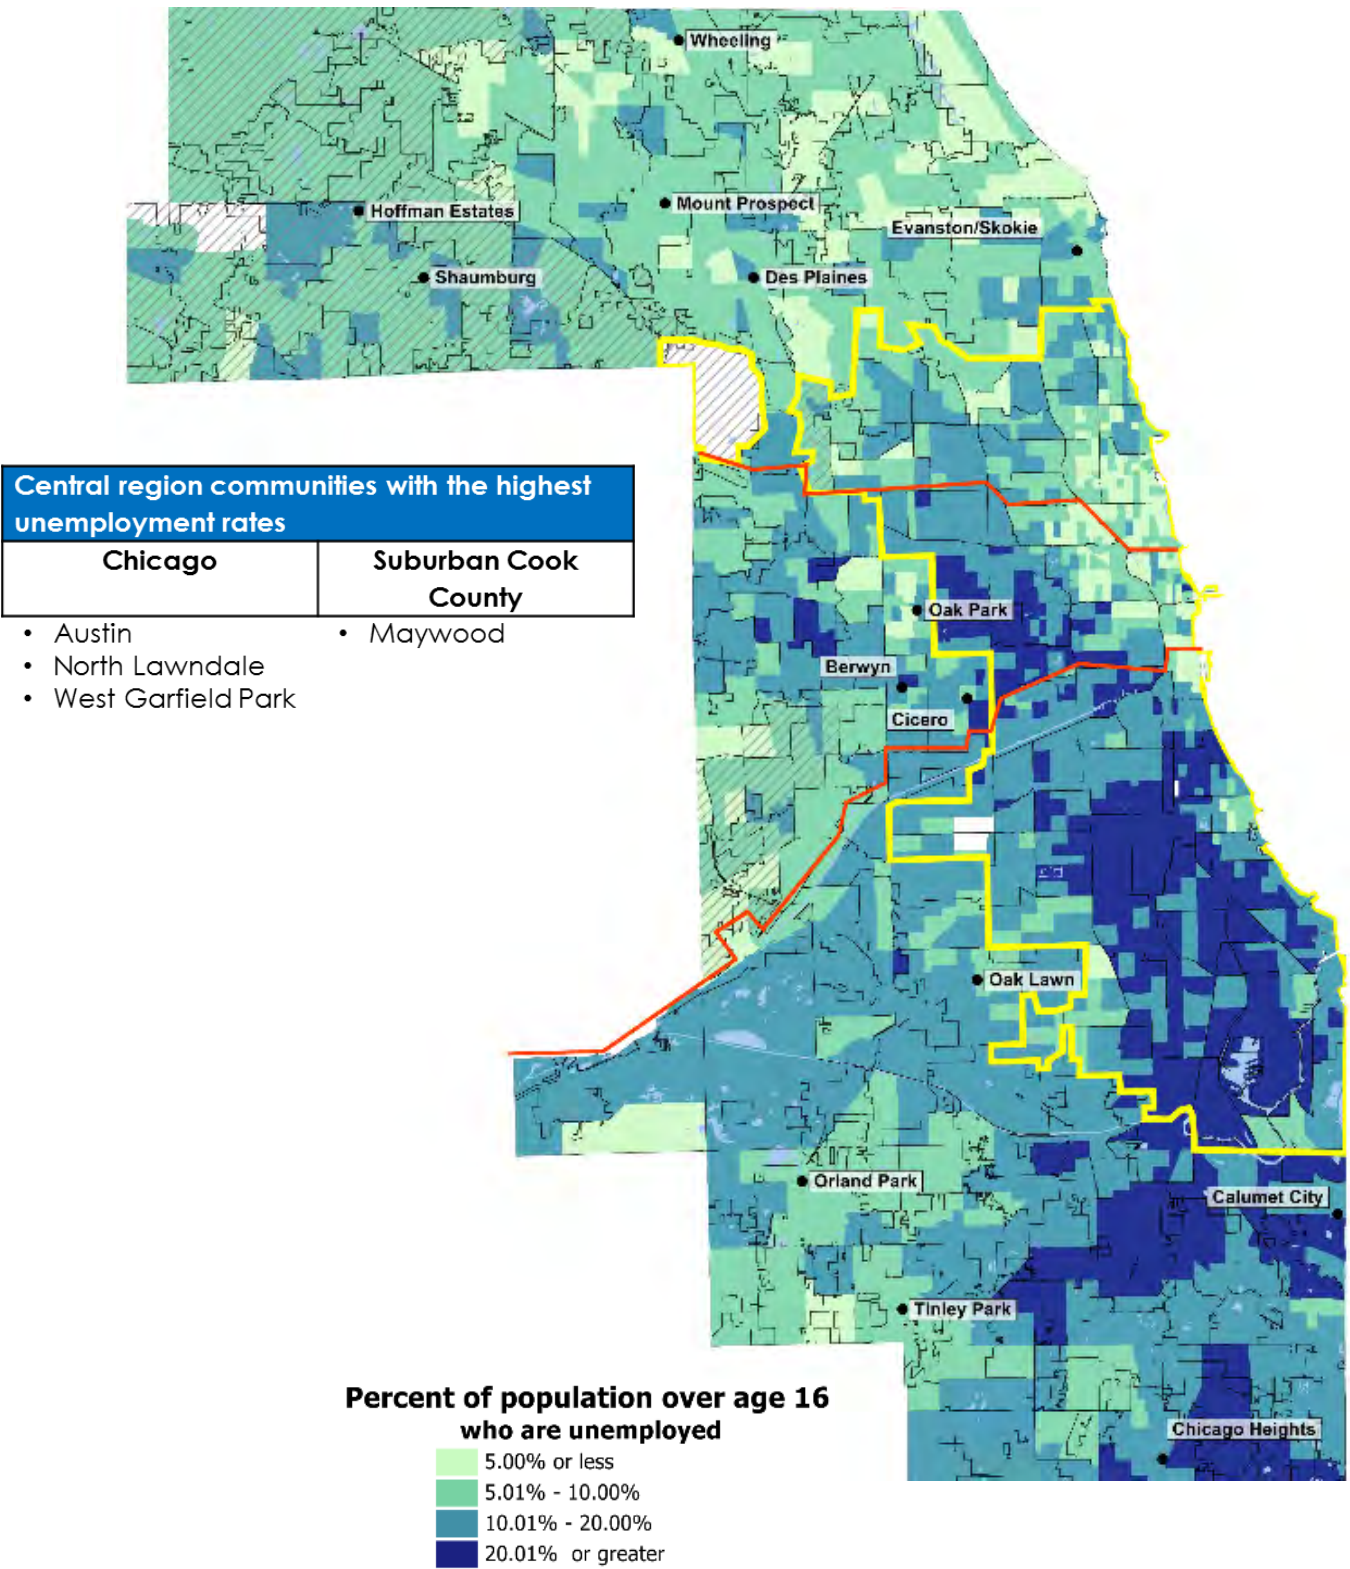 Wheeling
Hoffman Estates
Mount Prospect
Evanston/Skokie
Shaumburg
Des Plaines
Central region communities with the highest
unemployment rates
Chicago
Suburban Cook
County
• Austin
• North Lawndale
• West Garfield Park
• Maywood
Oak Park
Berwyn
Cicero
Oak Lawn
Orland Park
Calumet City
Tinley Park
Chicago Heights
Percent of population over age 16
who are unemployed
5.00% or less
5.01% - 10.00%
10.01% - 20.00%
20.01% or greater